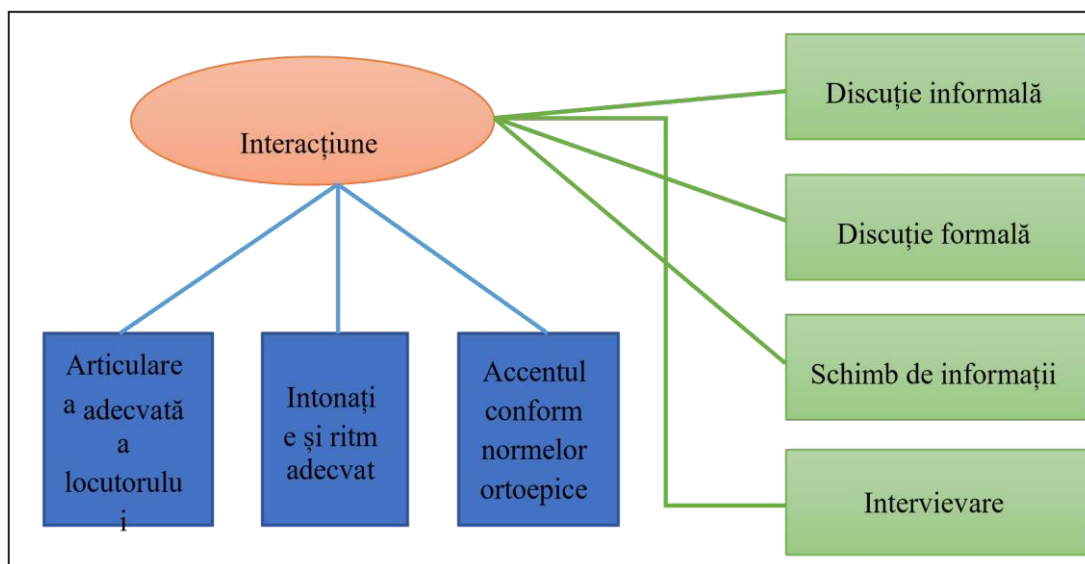 Interacțiune
Discuție informală
Discuție formală
Schimb de informații
Intervievare
Articulare
a adecvată
a
locutorulu
i
Intonați
e și ritm
adecvat
Accentul
conform
normelor
ortoepice